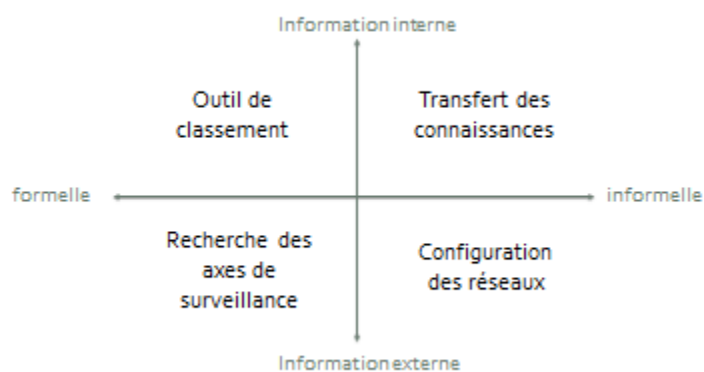 Information interne
Outil de
classement
Transfert des
connaissances
formelle
informelle
Recherche des
axes de
surveillance
Configuration
des réseaux
Information externe